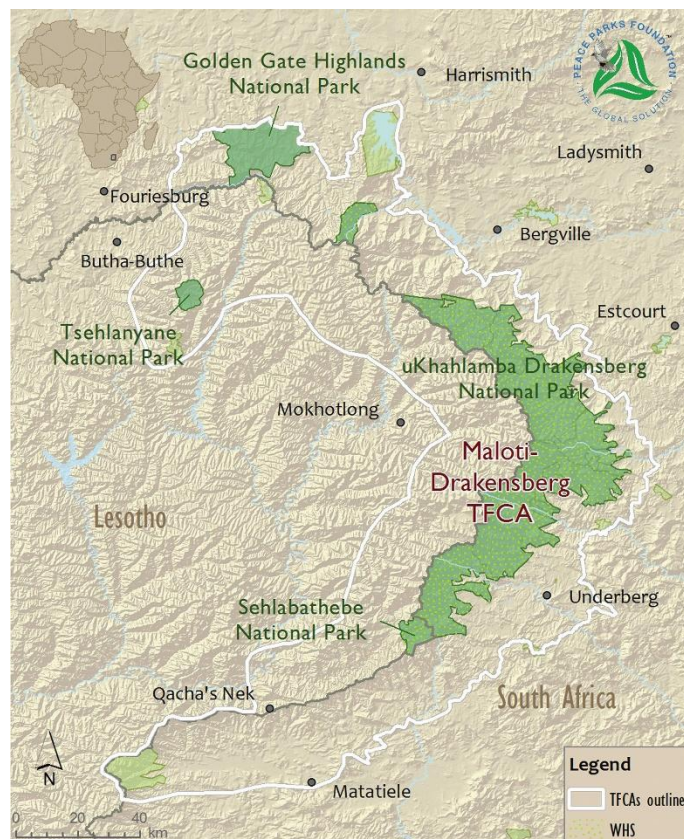 PEACE PARKS FOUNDATION
THE GLOBAL SOLUTION
Golden Gate Highlands
National Park
Harrismith
Ladysmith
Fouriesburg
Bergville
Butha-Buthe
Tsehlanyane
National Park
Estcourt
uKhahlamba Drakensberg
National Park
Mokhotlong
Maloti-
Drakensberg
TFCA
Lesotho
Underberg
Sehlabathebe
National Park
Qacha's Nek
South Africa
N
Matatiele
Legend
TFCAs outline
WHS
0 10 20 40
km